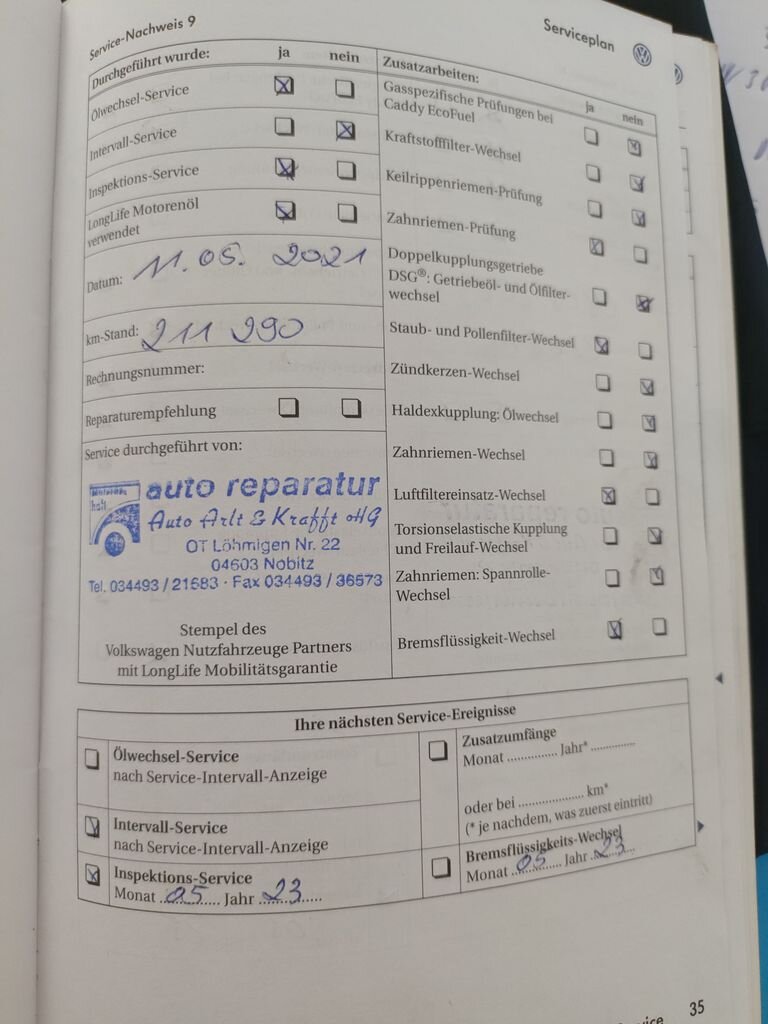 Service-Nachweis 9
Serviceplan
Durchgeführt wurde: ja nein
Ölwechsel-Service
Intervall-Service
Inspektions-Service
LongLife Motorenöl
verwendet
Datum: 11.05. 2021
km-Stand: 211 290
Rechnungsnummer:
Reparaturempfehlung
Service durchgeführt von:
auto reparatur
Auto Arlt & Krafft oHG
OT Löhmigen Nr. 22
04603 Nobitz
Tel. 034493 / 21583 · Fax 034493 / 36573
Stempel des
Volkswagen Nutzfahrzeuge Partners
mit LongLife Mobilitätsgarantie
Zusatzarbeiten: ja nein
Gasspezifische Prüfungen bei
Caddy EcoFuel
Kraftstofffilter-Wechsel
Keilrippenriemen-Prüfung
Zahnriemen-Prüfung
Doppelkupplungsgetriebe
DSG®: Getriebeöl- und Ölfilter-
wechsel
Staub- und Pollenfilter-Wechsel
Zündkerzen-Wechsel
Haldexkupplung: Ölwechsel
Zahnriemen-Wechsel
Luftfiltereinsatz-Wechsel
Torsionselastische Kupplung
und Freilauf-Wechsel
Zahnriemen: Spannrolle-
Wechsel
Bremsflüssigkeit-Wechsel
Ihre nächsten Service-Ereignisse
Ölwechsel-Service
nach Service-Intervall-Anzeige
Intervall-Service
nach Service-Intervall-Anzeige
Inspektions-Service
Monat 05 Jahr 23
Zusatzumfänge
Monat .............. Jahr* ..............
oder bei .................... km*
(* je nachdem, was zuerst eintritt)
Bremsflüssigkeits-Wechsel
Monat 05 Jahr 23
35